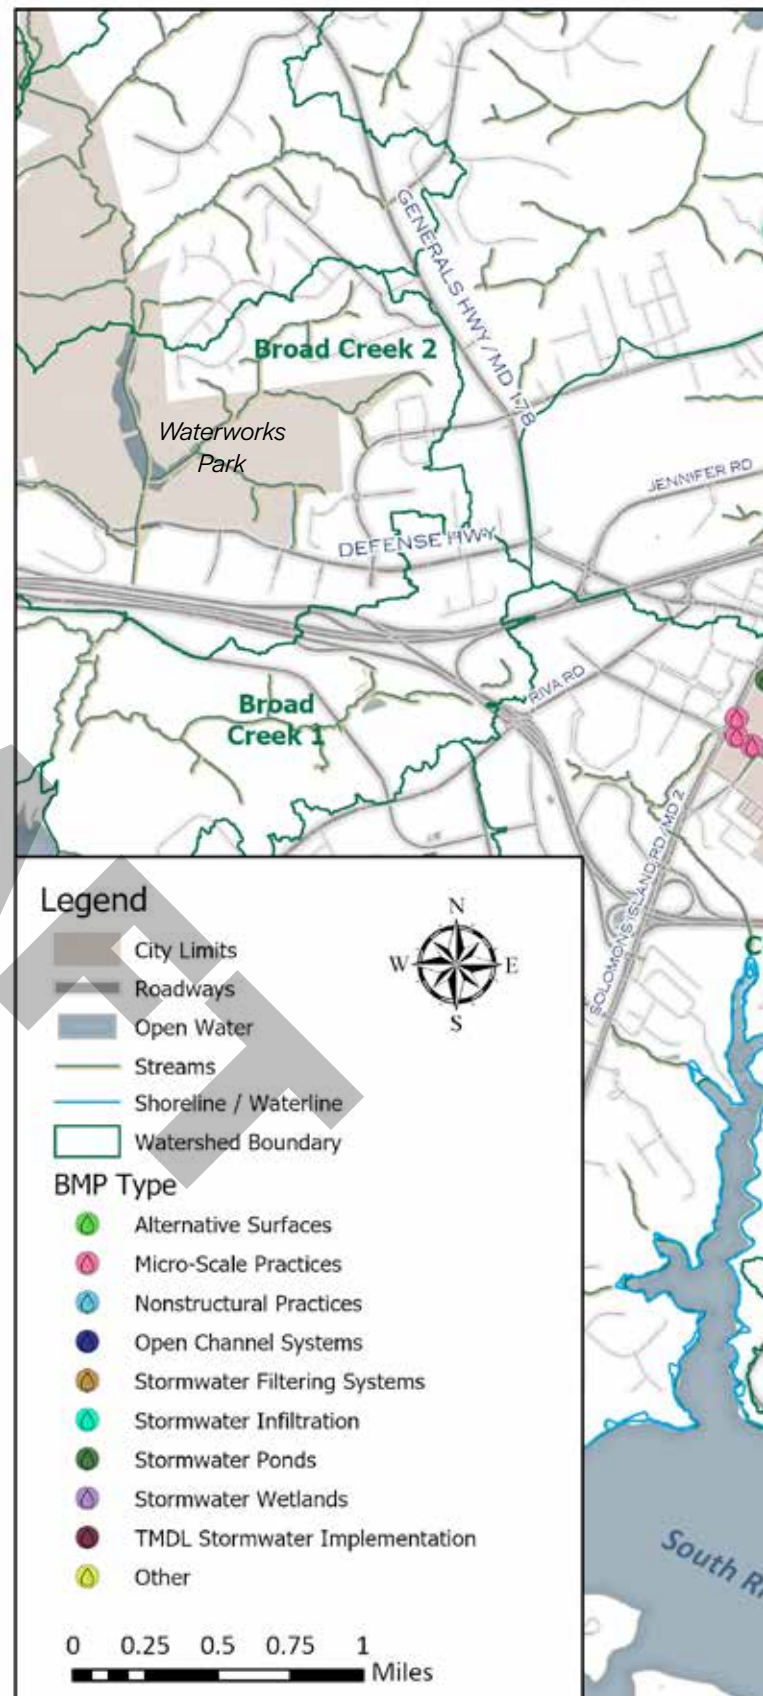 GENERALS HWY/MD 178
Broad Creek 2
Waterworks
Park
JENNIFER RD
DEFENSE HWY
RIVA RD
Broad
Creek 1
SOLOMONS ISLAND RD/MD 2
C
South Ri
Legend
N
W
E
S
City Limits
Roadways
Open Water
Streams
Shoreline / Waterline
Watershed Boundary
BMP Type
Alternative Surfaces
Micro-Scale Practices
Nonstructural Practices
Open Channel Systems
Stormwater Filtering Systems
Stormwater Infiltration
Stormwater Ponds
Stormwater Wetlands
TMDL Stormwater Implementation
Other
0 0.25 0.5 0.75 1
Miles